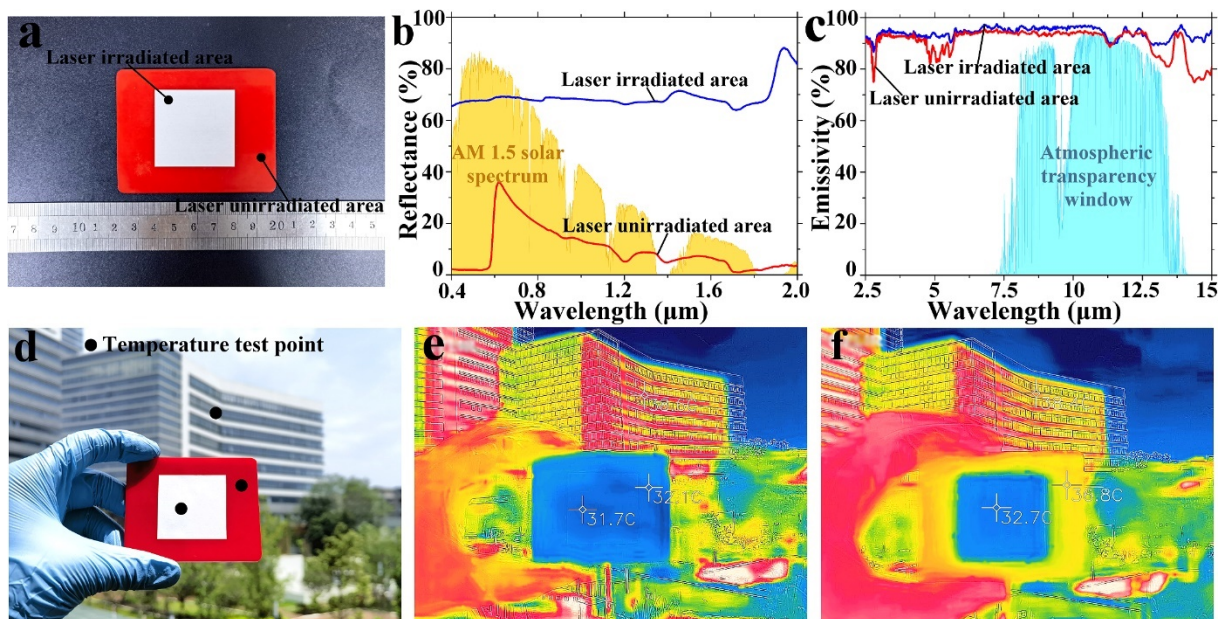 a
Laser irradiated area
Laser unirradiated area
7 8 9 10 1 2 3 4 5 6 7 8 9 20 1 2 3 4 5
b
Reflectance (%)
100
80
60
40
20
0
Laser irradiated area
AM 1.5 solar
spectrum
Laser unirradiated area
0.4 0.8 1.2 1.6 2.0
Wavelength (µm)
c
Emissivity (%)
100
80
60
40
20
0
Laser irradiated area
Laser unirradiated area
Atmospheric
transparency
window
2.5 5.0 7.5 10.0 12.5 15.0
Wavelength (µm)
d
Temperature test point
e
32.1C
31.7C
f
36.8C
32.7C